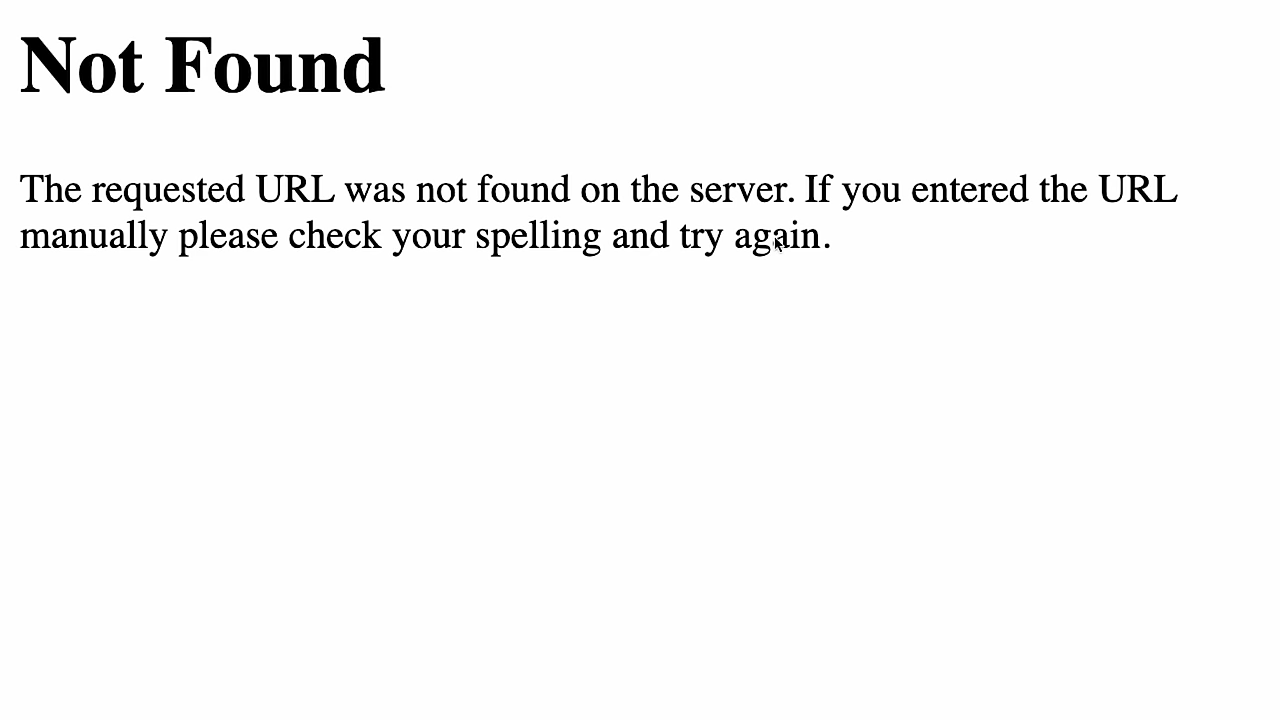 Not Found
The requested URL was not found on the server. If you entered the URL
manually please check your spelling and try again.